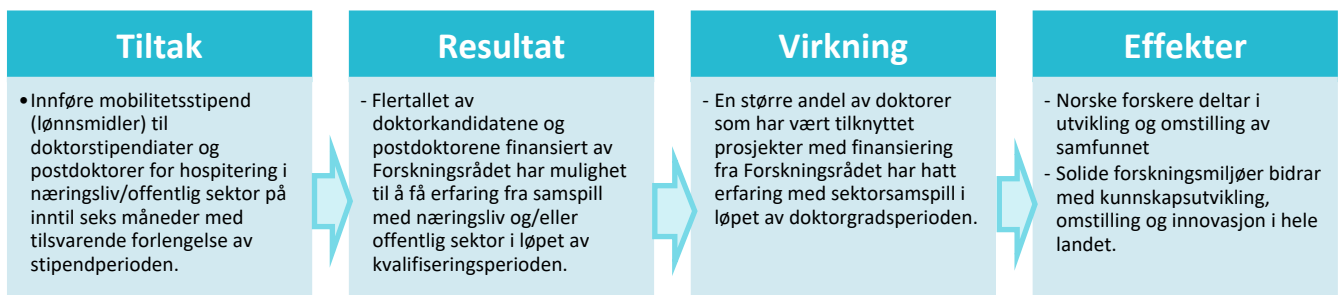 Tiltak
•Innføre mobilitetsstipend
(lønnsmidler) til
doktorstipendiater og
postdoktorer for hospitering i
næringsliv/offentlig sektor på
inntil seks måneder med
tilsvarende forlengelse av
stipendperioden.
Resultat
- Flertallet av
doktorkandidatene og
postdoktorene finansiert av
Forskningsrådet har mulighet
til å få erfaring fra samspill
med næringsliv og/eller
offentlig sektor i løpet av
kvalifiseringsperioden.
Virkning
- En større andel av doktorer
som har vært tilknyttet
prosjekter med finansiering
fra Forskningsrådet har hatt
erfaring med sektorsamspill i
løpet av doktorgradsperioden.
Effekter
- Norske forskere deltar i
utvikling og omstilling av
samfunnet
- Solide forskningsmiljøer bidrar
med kunnskapsutvikling,
omstilling og innovasjon i hele
landet.